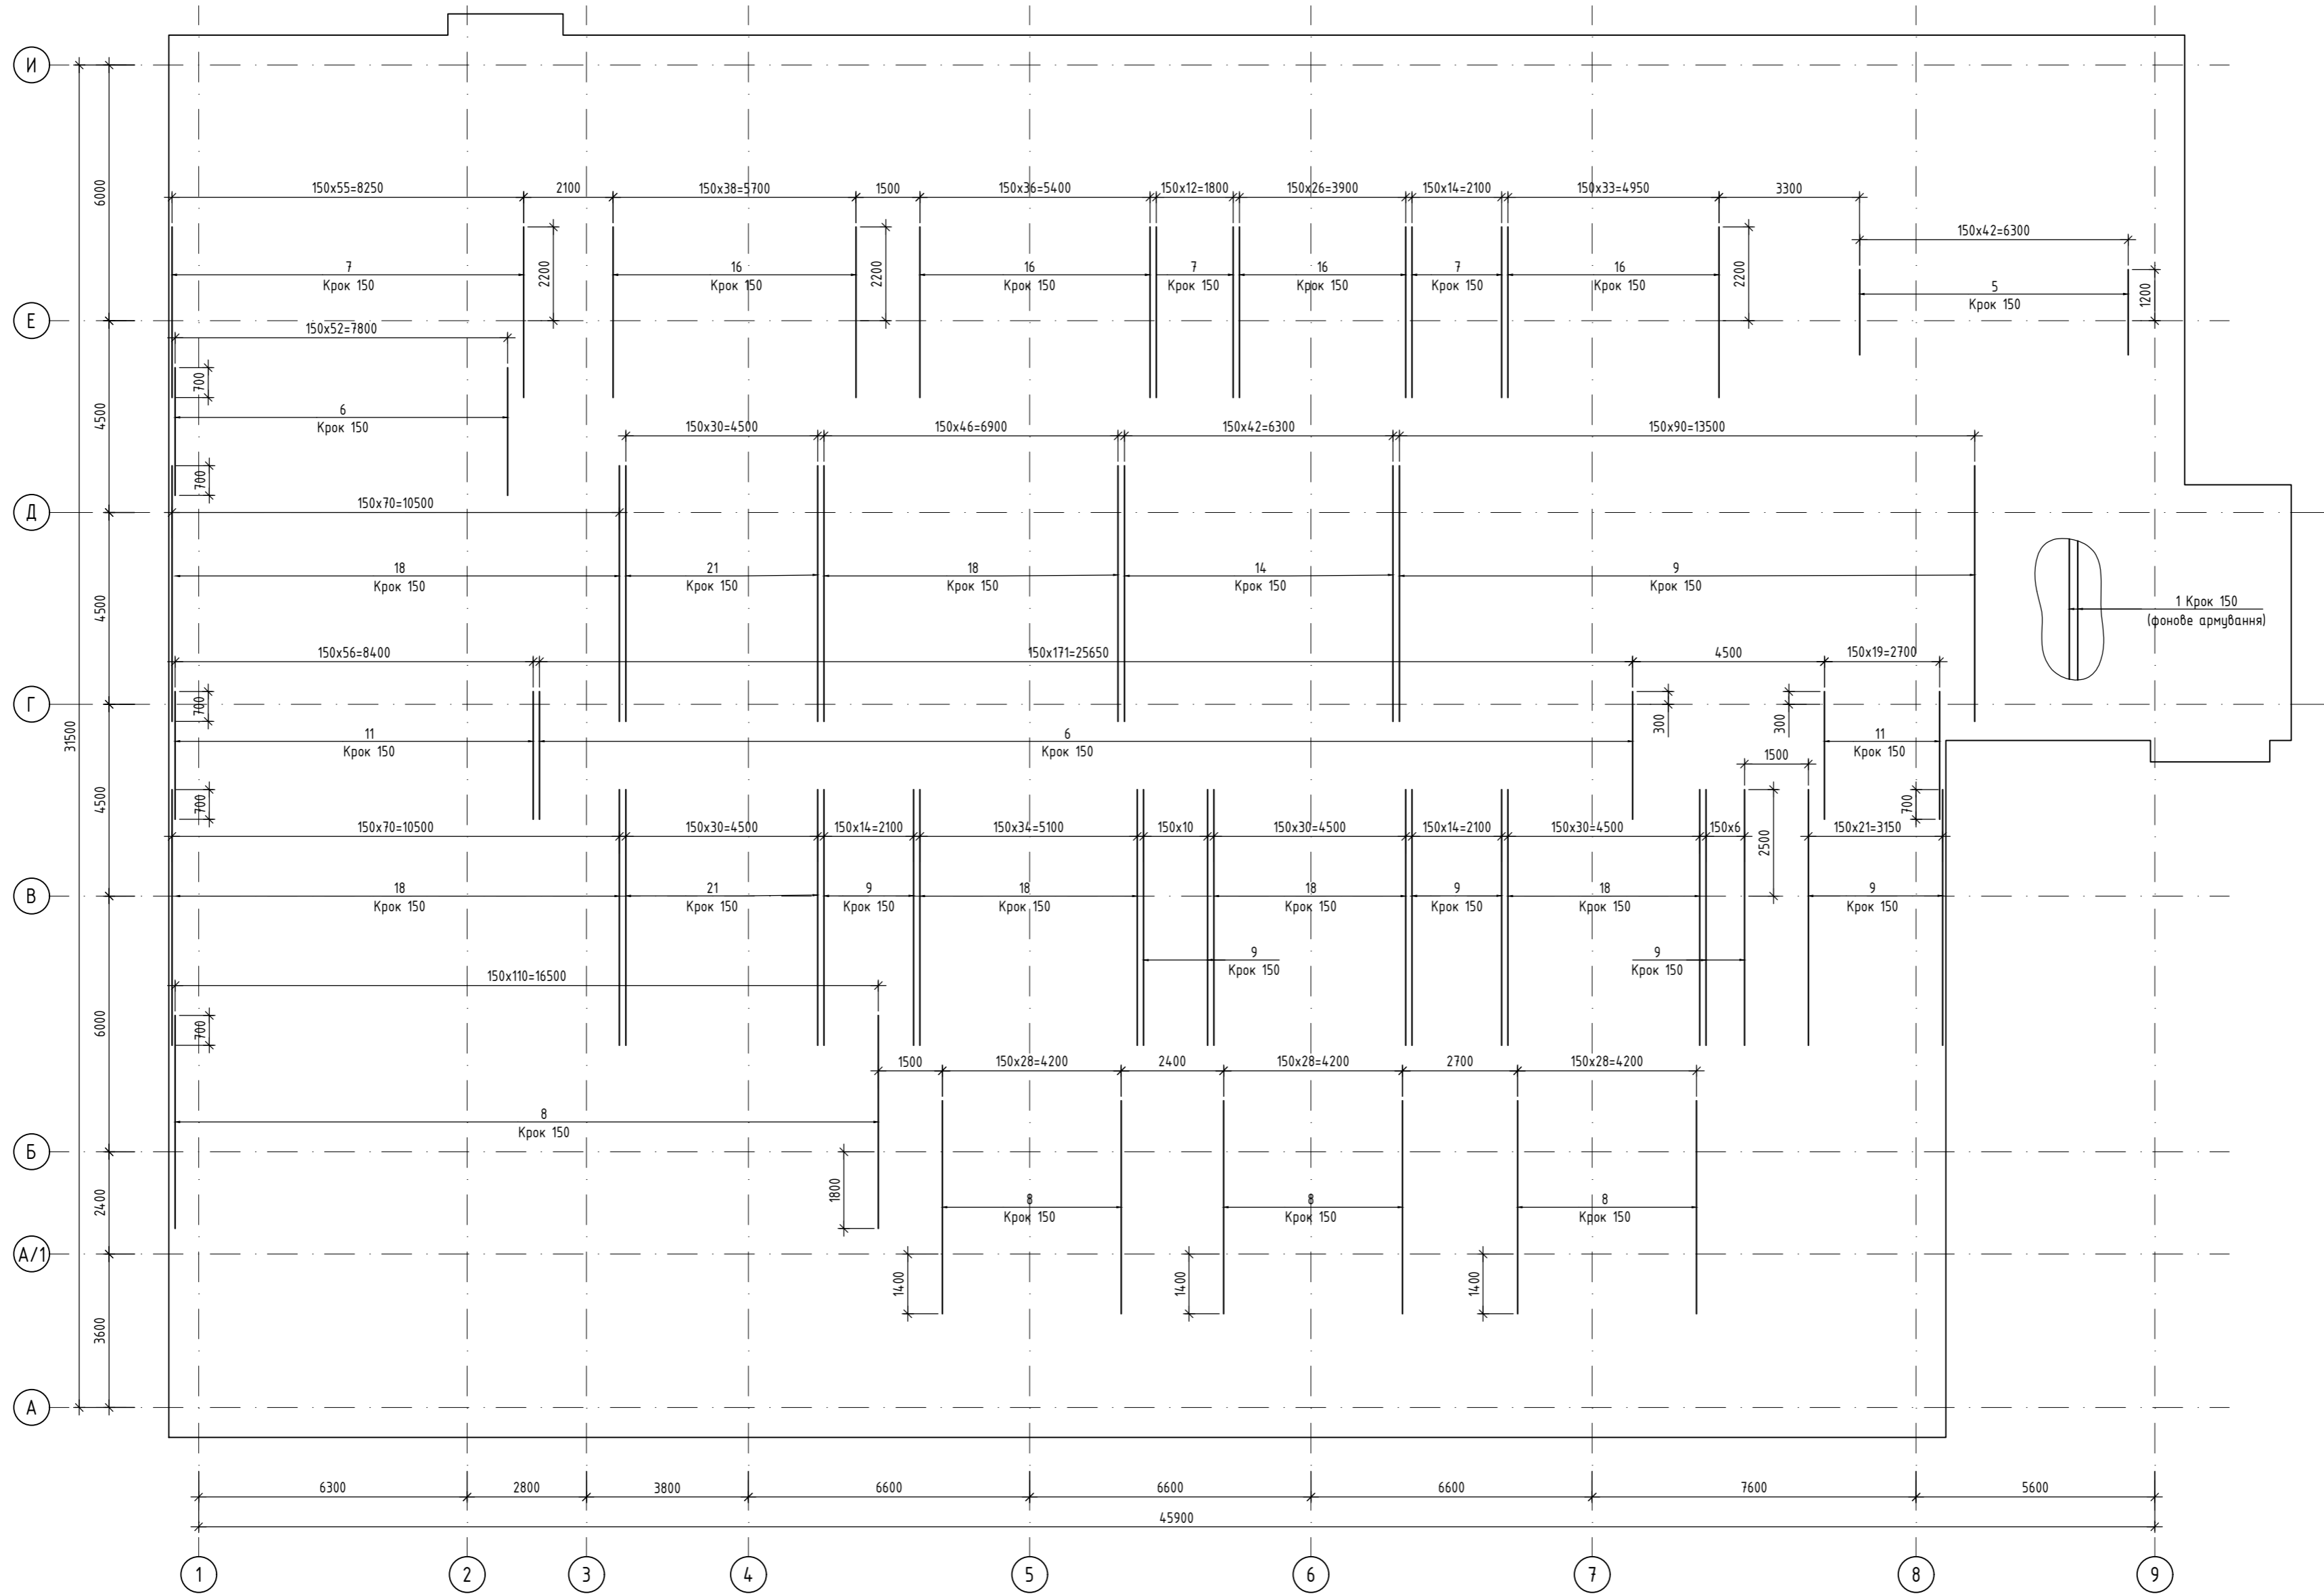 И
150х55=8250
2100
150х38=5700
1500
150х36=5400
150х12=1800
150х26=3900
150х14=2100
150х33=4950
3300
6000
150х42=6300
7
Крок 150
2200
16
Крок 150
2200
16
Крок 150
7
Крок 150
16
Крок 150
7
Крок 150
16
Крок 150
2200
5
Крок 150
1200
Е
150х52=7800
700
6
Крок 150
4500
150х30=4500
150х46=6900
150х42=6300
150х90=13500
700
150х70=10500
Д
18
Крок 150
21
Крок 150
18
Крок 150
14
Крок 150
9
Крок 150
4500
1 Крок 150
(фонове армування)
150х56=8400
150х171=25650
4500
150х19=2700
Г
700
300
300
31500
11
Крок 150
6
Крок 150
11
Крок 150
1500
4500
700
700
2500
150х70=10500
150х30=4500
150х14=2100
150х34=5100
150х10
150х30=4500
150х14=2100
150х30=4500
150х6
150х21=3150
В
18
Крок 150
21
Крок 150
9
Крок 150
18
Крок 150
18
Крок 150
9
Крок 150
18
Крок 150
9
Крок 150
9
Крок 150
9
Крок 150
150х110=16500
6000
700
1500
150х28=4200
2400
150х28=4200
2700
150х28=4200
8
Крок 150
Б
1800
2400
8
Крок 150
8
Крок 150
8
Крок 150
А/1
1400
1400
1400
3600
А
6300
2800
3800
6600
6600
6600
7600
5600
45900
1
2
3
4
5
6
7
8
9